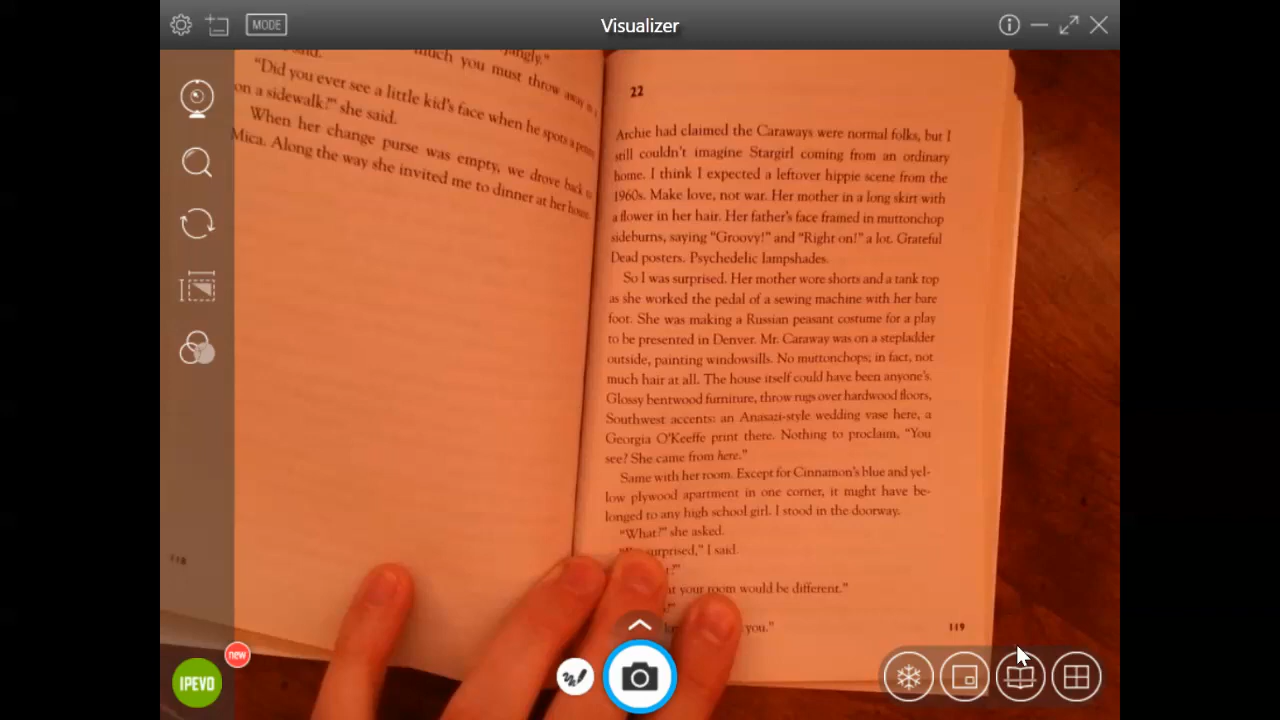 MODE
Visualizer
said.
much you must throw away
"Did you ever see a little kid's face when he spots a penny
on a sidewalk?" she said.
When her change purse was empty, we drove back to
Mica. Along the way she invited me to dinner at her house.
118
22
Archie had claimed the Caraways were normal folks, but I
still couldn't imagine Stargirl coming from an ordinary
home. I think I expected a leftover hippie scene from the
1960s. Make love, not war. Her mother in a long skirt with
a flower in her hair. Her father's face framed in muttonchop
sideburns, saying "Groovy!" and "Right on!" a lot. Grateful
Dead posters. Psychedelic lampshades.
So I was surprised. Her mother wore shorts and a tank top
as she worked the pedal of a sewing machine with her bare
foot. She was making a Russian peasant costume for a play
to be presented in Denver. Mr. Caraway was on a stepladder
outside, painting windowsills. No muttonchops; in fact, not
much hair at all. The house itself could have been anyone's.
Glossy bentwood furniture, throw rugs over hardwood floors,
Southwest accents: an Anasazi-style wedding vase here, a
Georgia O'Keeffe print there. Nothing to proclaim, "You
see? She came from here."
Same with her room. Except for Cinnamon's blue and yel-
low plywood apartment in one corner, it might have be-
longed to any high school girl. I stood in the doorway.
"What?" she asked.
surprised," I said.
your room would be different."
you."
119
new
IPEVO